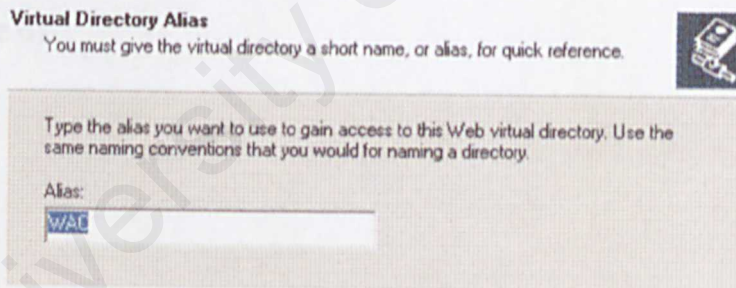 Virtual Directory Alias
You must give the virtual directory a short name, or alias, for quick reference.
Type the alias you want to use to gain access to this Web virtual directory. Use the
same naming conventions that you would for naming a directory.
Alias:
WAC